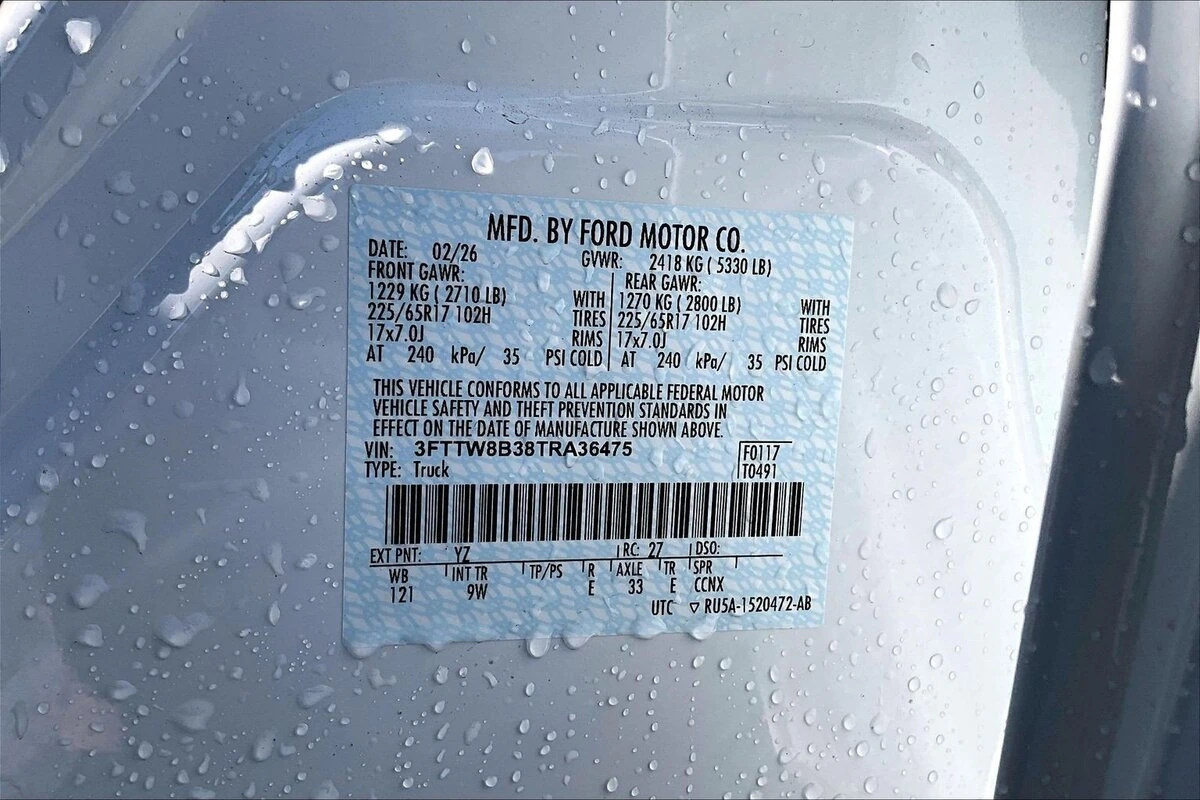 MFD. BY FORD MOTOR CO.
DATE: 02/26 GVWR: 2418 KG ( 5330 LB)
FRONT GAWR: REAR GAWR:
1229 KG ( 2710 LB) WITH 1270 KG ( 2800 LB) WITH
225/65R17 102H TIRES 225/65R17 102H TIRES
17x7.0J RIMS 17x7.0J RIMS
AT 240 kPa/ 35 PSI COLD AT 240 kPa/ 35 PSI COLD
THIS VEHICLE CONFORMS TO ALL APPLICABLE FEDERAL MOTOR
VEHICLE SAFETY AND THEFT PREVENTION STANDARDS IN
EFFECT ON THE DATE OF MANUFACTURE SHOWN ABOVE.
VIN: 3FTTW8B38TRA36475 F0117
TYPE: Truck T0491
EXT PNT: YZ RC: 27 DSO:
WB INT TR TP/PS R AXLE TR SPR
121 9W E 33 E CCNX
UTC ▽ RU5A-1520472-AB